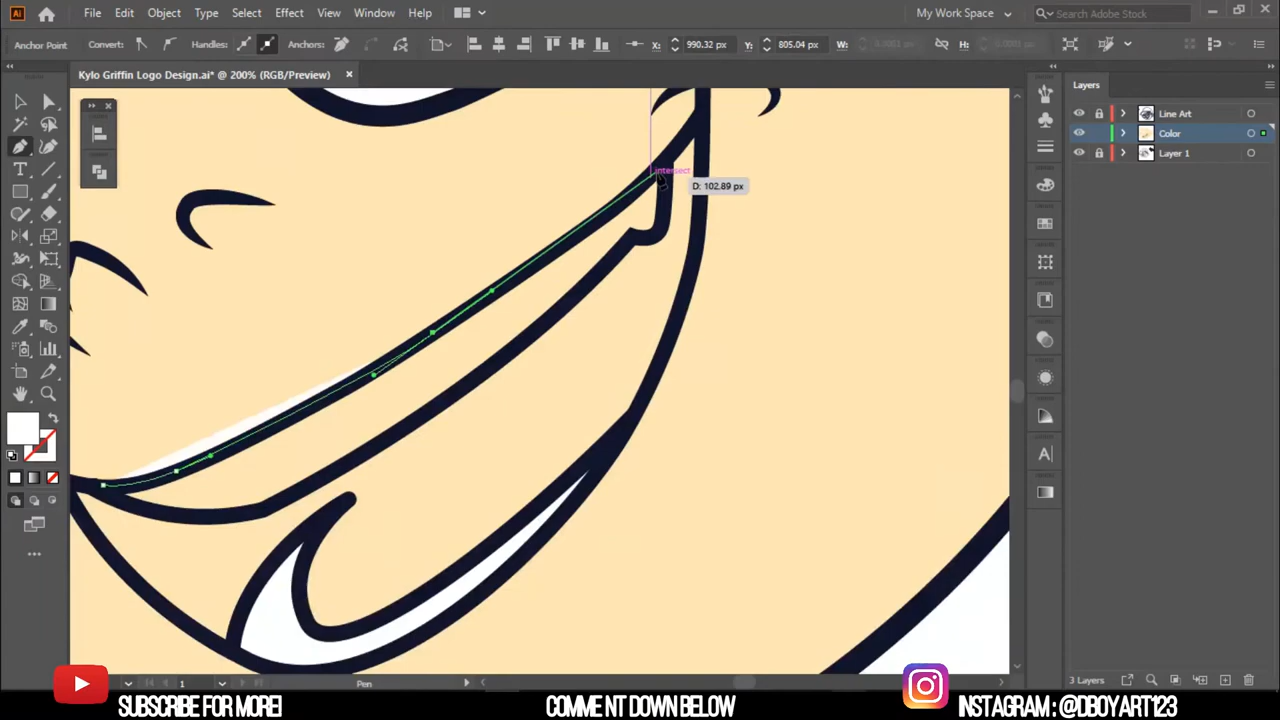 Ai File Edit Object Type Select Effect View Window Help My Work Space Search Adobe Stock
Anchor Point Convert: Handles: Anchors: X: 990.32 px Y: 805.04 px W: H:
Kylo Griffin Logo Design.ai* @ 200% (RGB/Preview)
Layers
Line Art
Color
Layer 1
intersect
D: 102.89 px
1 Pen
3 Layers
SUBSCRIBE FOR MORE! COMMENT DOWN BELOW INSTAGRAM : @DBOYART123